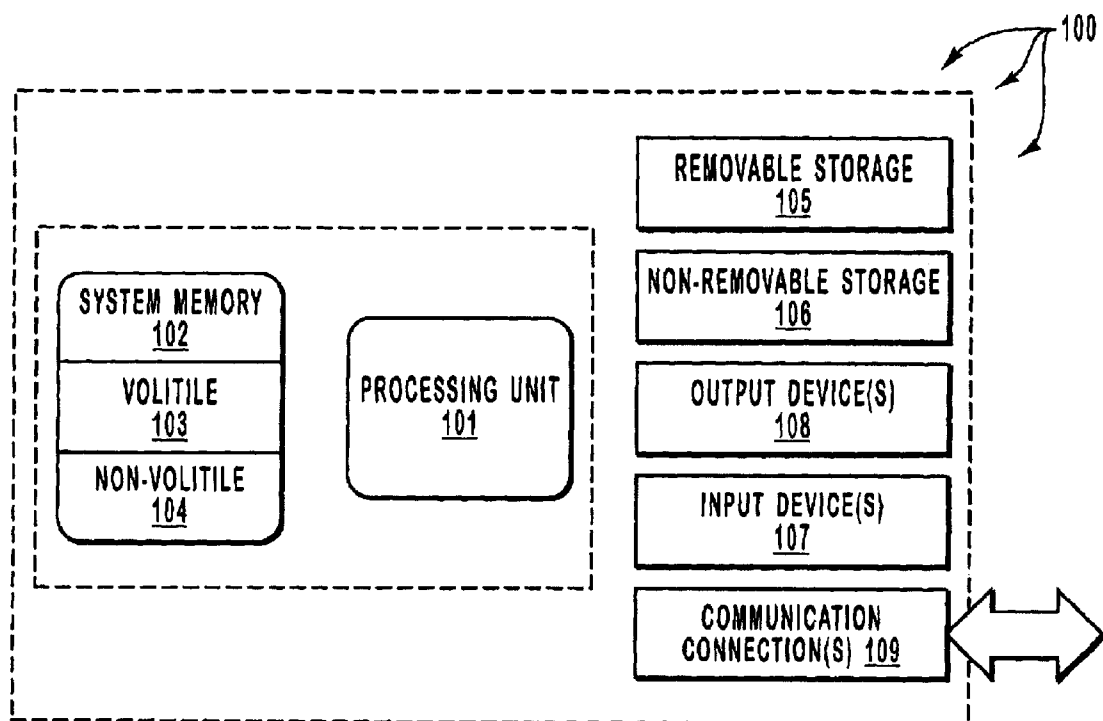 100
REMOVABLE STORAGE
105
NON-REMOVABLE STORAGE
106
SYSTEM MEMORY
102
VOLITILE
103
NON-VOLITILE
104
PROCESSING UNIT
101
OUTPUT DEVICE(S)
108
INPUT DEVICE(S)
107
COMMUNICATION
CONNECTION(S) 109